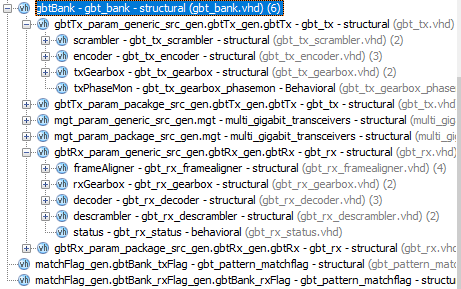 gbtBank - gbt_bank - structural (gbt_bank.vhd) (6)
gbtTx_param_generic_src_gen.gbtTx_gen.gbtTx - gbt_tx - structural (gbt_tx.vhd)
scrambler - gbt_tx_scrambler - structural (gbt_tx_scrambler.vhd) (2)
encoder - gbt_tx_encoder - structural (gbt_tx_encoder.vhd) (3)
txGearbox - gbt_tx_gearbox - structural (gbt_tx_gearbox.vhd) (2)
txPhaseMon - gbt_tx_gearbox_phasemon - Behavioral (gbt_tx_gearbox_phase
gbtTx_param_pacakge_src_gen.gbtTx_gen.gbtTx - gbt_tx - structural (gbt_tx.vhd)
mgt_param_generic_src_gen.mgt - multi_gigabit_transceivers - structural (multi_g
mgt_param_package_src_gen.mgt - multi_gigabit_transceivers - structural (multi_
gbtRx_param_generic_src_gen.gbtRx_gen.gbtRx - gbt_rx - structural (gbt_rx.vhd)
frameAligner - gbt_rx_framealigner - structural (gbt_rx_framealigner.vhd) (4)
rxGearbox - gbt_rx_gearbox - structural (gbt_rx_gearbox.vhd) (2)
decoder - gbt_rx_decoder - structural (gbt_rx_decoder.vhd) (3)
descrambler - gbt_rx_descrambler - structural (gbt_rx_descrambler.vhd) (2)
status - gbt_rx_status - behavioral (gbt_rx_status.vhd)
gbtRx_param_package_src_gen.gbtRx_gen.gbtRx - gbt_rx - structural (gbt_rx.vh
matchFlag_gen.gbtBank_txFlag - gbt_pattern_matchflag - structural (gbt_pattern_mat
matchFlag_gen.gbtBank_rxFlag_gen.gbtBank_rxFlag - gbt_pattern_matchflag - structural